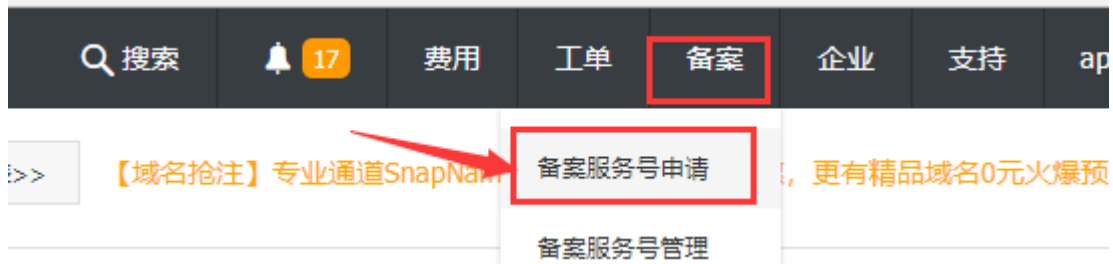 搜索 17 费用 工单 备案 企业 支持 ap
>> 【域名抢注】专业通道SnapNam 备案服务号申请 ，更有精品域名0元火爆预
备案服务号管理